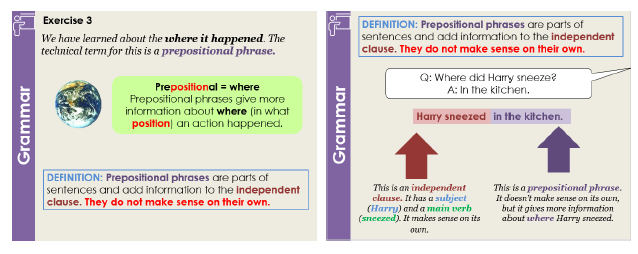 Exercise 3
We have learned about the where it happened. The
technical term for this is a prepositional phrase.
Prepositional = where
Prepositional phrases give more
information about where (in what
position) an action happened.
DEFINITION: Prepositional phrases are parts of
sentences and add information to the independent
clause. They do not make sense on their own.
Grammar
DEFINITION: Prepositional phrases are parts of
sentences and add information to the independent
clause. They do not make sense on their own.
Q: Where did Harry sneeze?
A: In the kitchen.
Harry sneezed in the kitchen.
This is an independent
clause. It has a subject
(Harry) and a main verb
(sneezed). It makes sense on its
own.
This is a prepositional phrase.
It doesn't make sense on its own,
but it gives more information
about where Harry sneezed.
Grammar